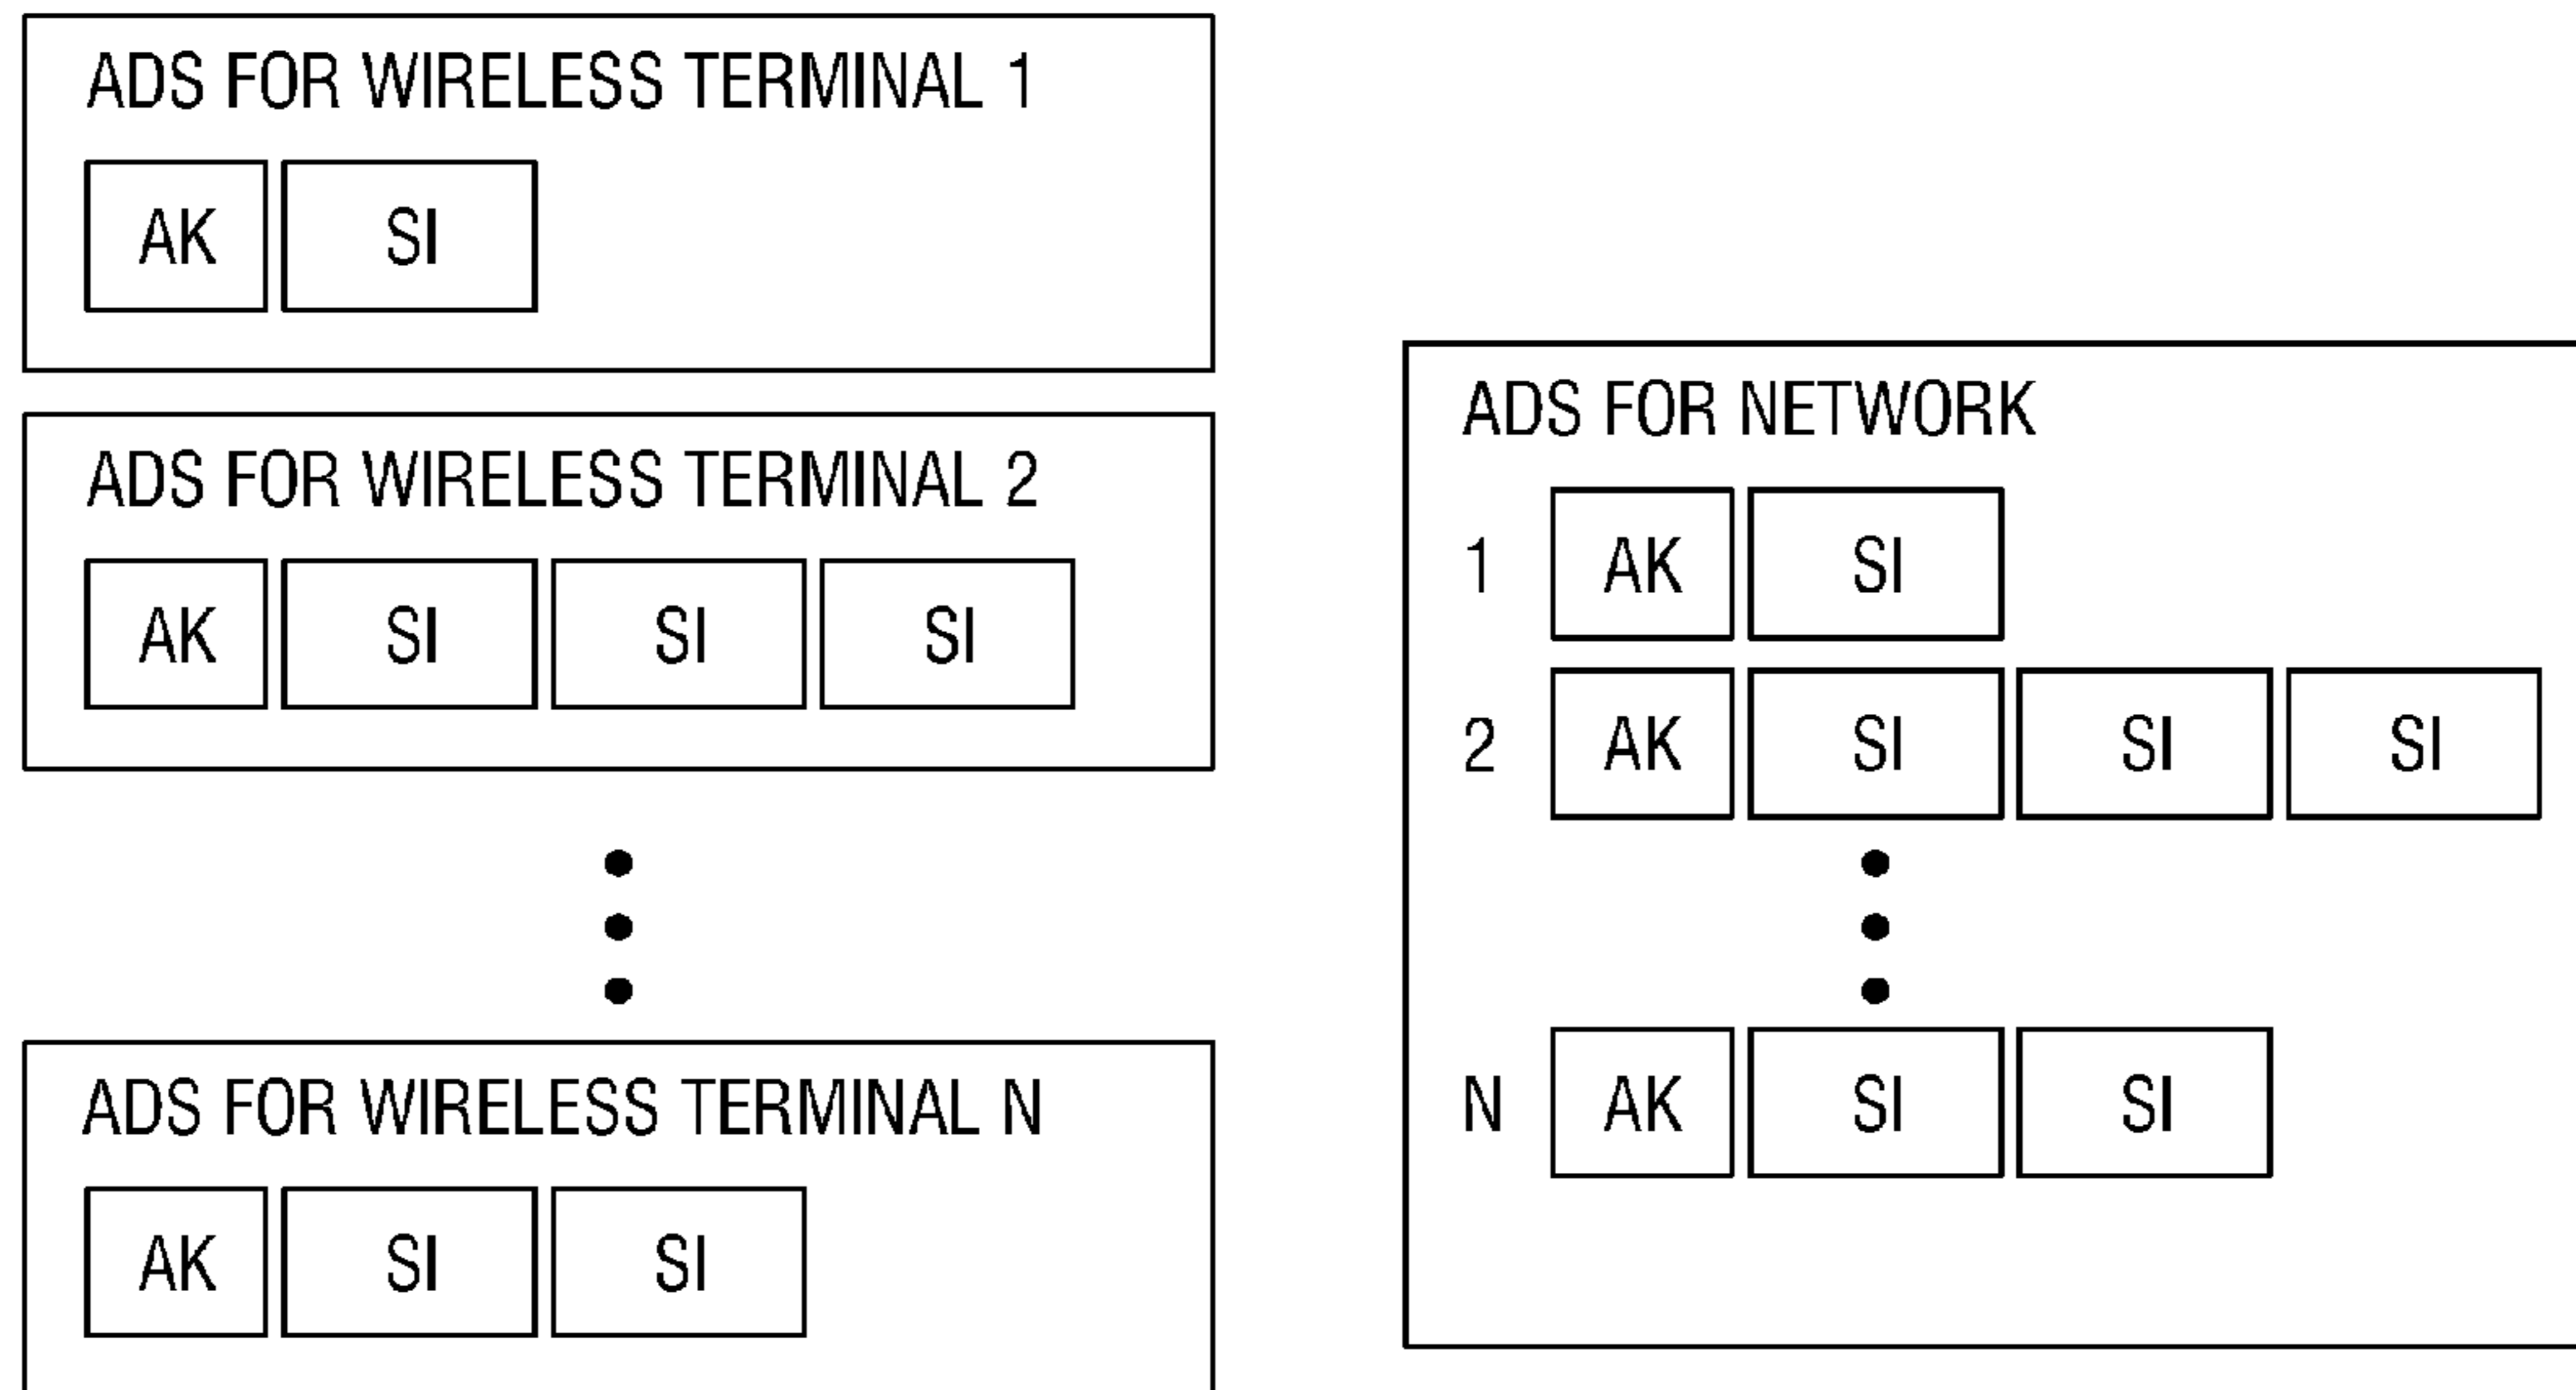 ADS FOR WIRELESS TERMINAL 1
AK SI
ADS FOR WIRELESS TERMINAL 2
AK SI SI SI
ADS FOR WIRELESS TERMINAL N
AK SI SI
ADS FOR NETWORK
1 AK SI
2 AK SI SI SI
N AK SI SI